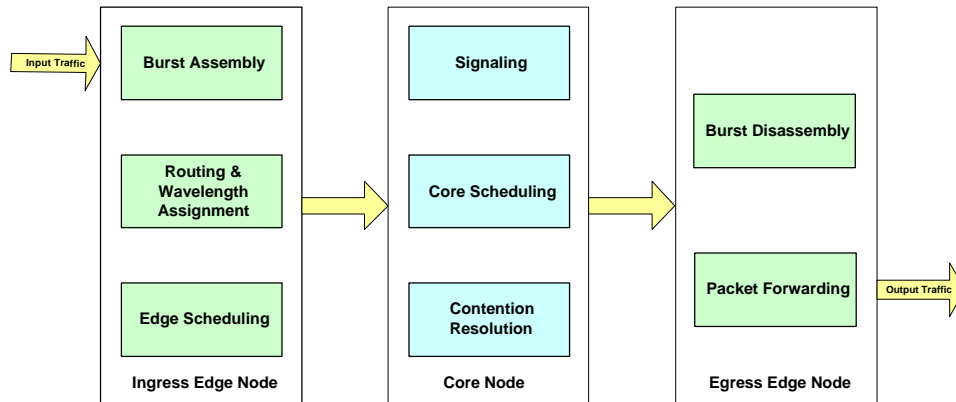 Input Traffic
Burst Assembly
Routing &
Wavelength
Assignment
Edge Scheduling
Ingress Edge Node
Signaling
Core Scheduling
Contention
Resolution
Core Node
Burst Disassembly
Packet Forwarding
Egress Edge Node
Output Traffic